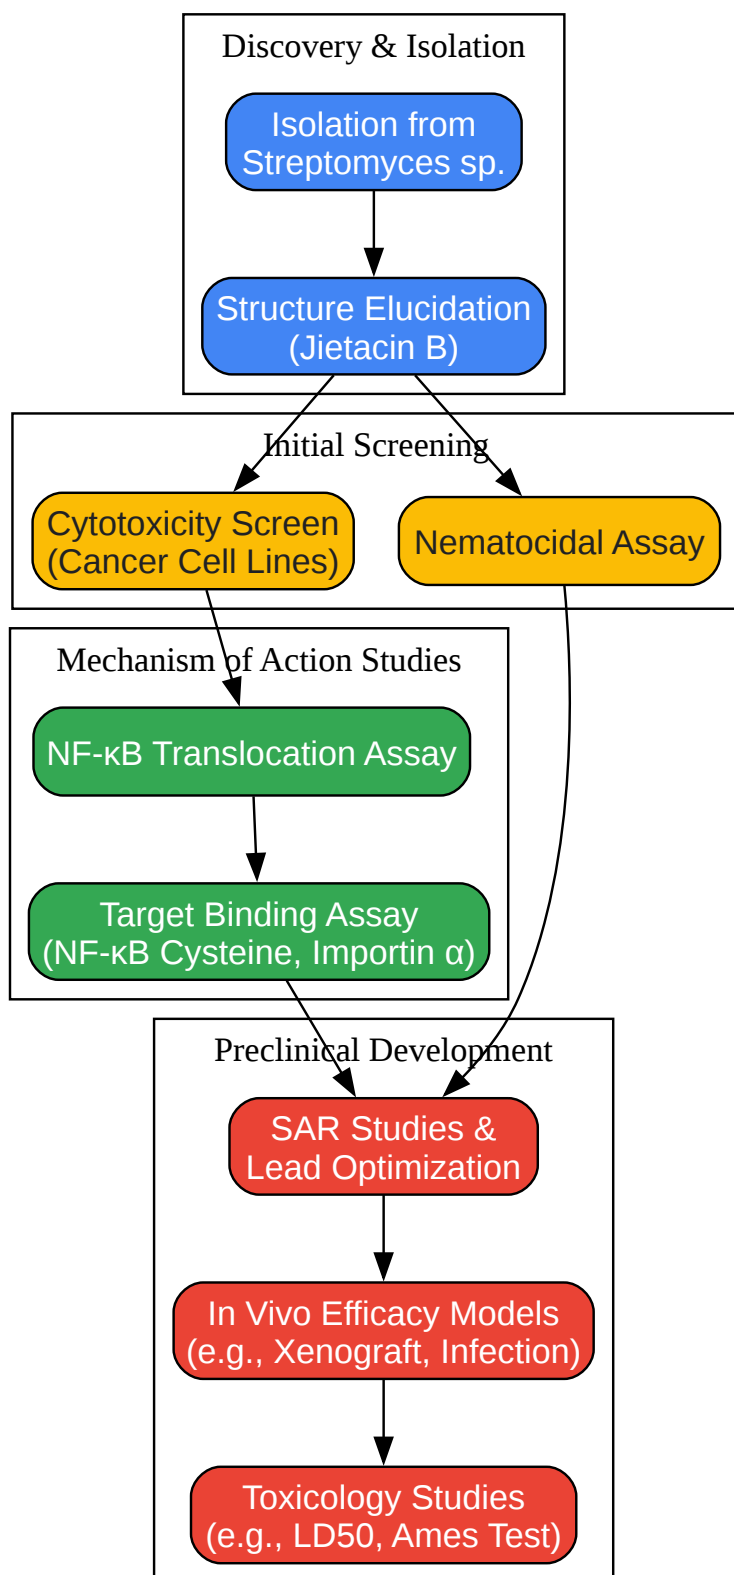 Discovery & Isolation
Isolation from
Streptomyces sp.
Structure Elucidation
(Jietacin B)
Initial Screening
Cytotoxicity Screen
(Cancer Cell Lines)
Nematocidal Assay
Mechanism of Action Studies
NF-κB Translocation Assay
Target Binding Assay
(NF-κB Cysteine, Importin α)
Preclinical Development
SAR Studies &
Lead Optimization
In Vivo Efficacy Models
(e.g., Xenograft, Infection)
Toxicology Studies
(e.g., LD50, Ames Test)